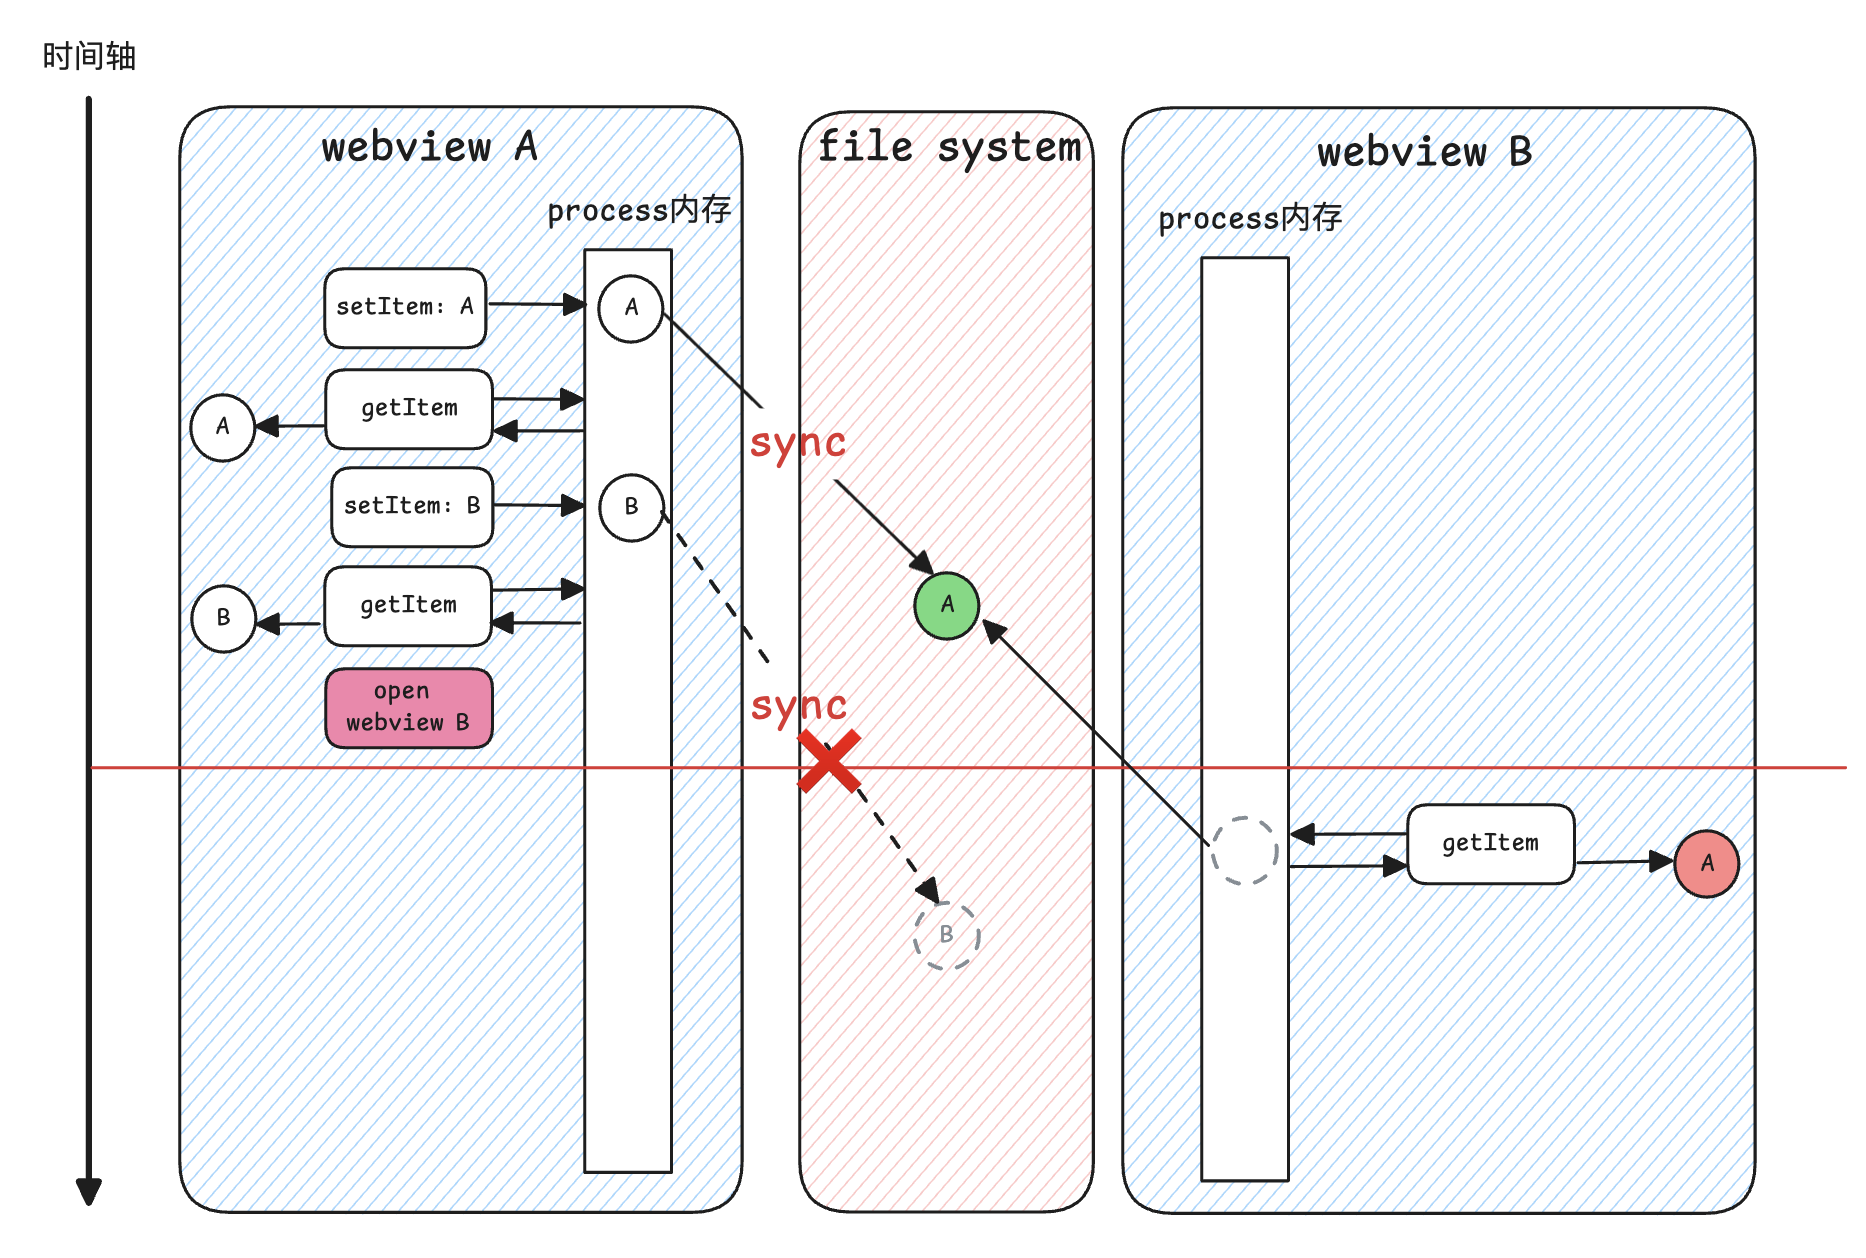 时间轴
webview A
process内存
setItem: A
A
getItem
A
setItem: B
B
getItem
B
open
webview B
sync
sync
file system
A
B
webview B
process内存
getItem
A